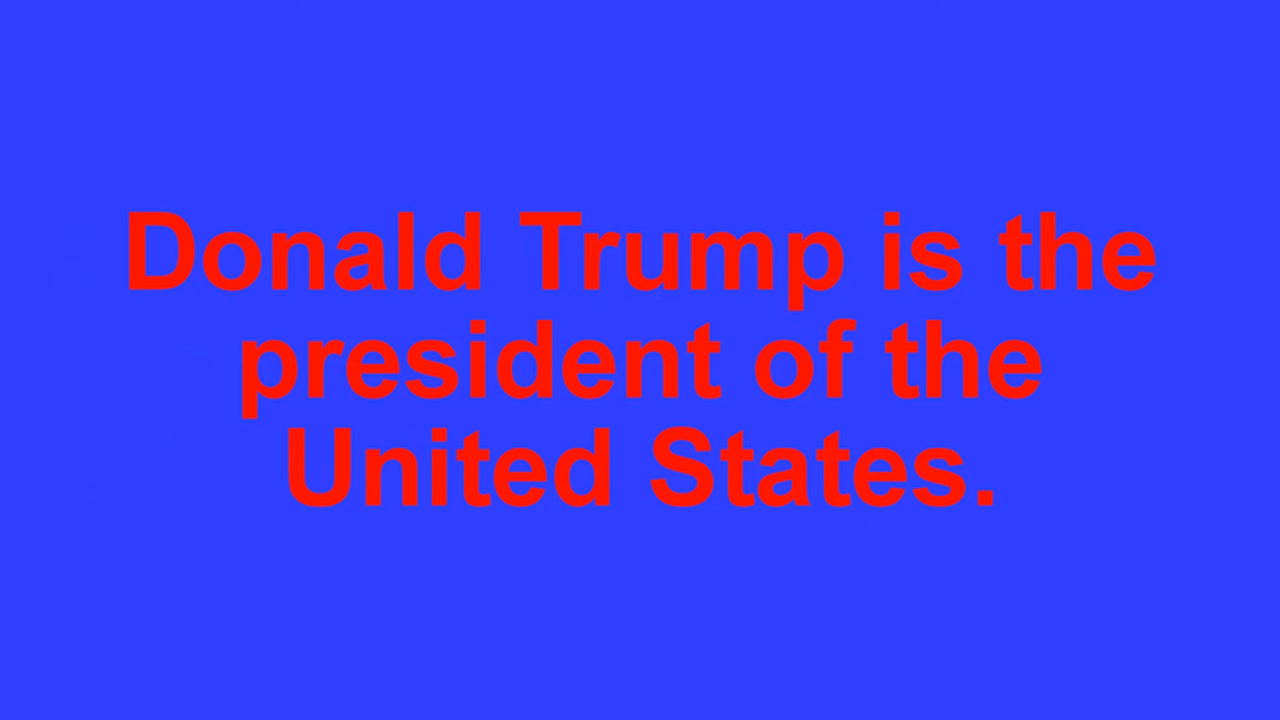 Donald Trump is the
president of the
United States.